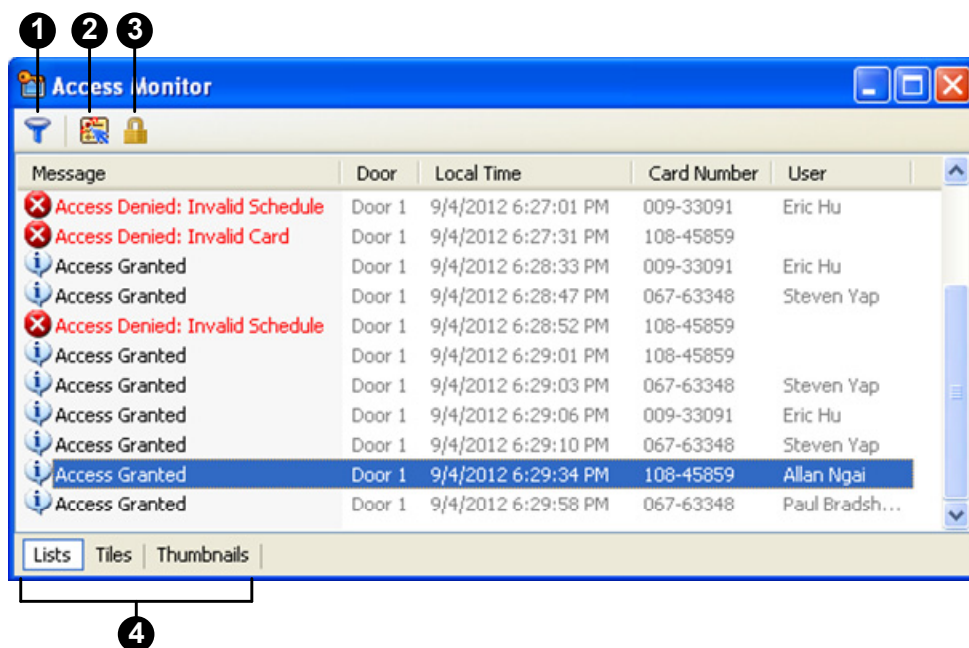 1 2 3
Access Monitor
Message Door Local Time Card Number User
Access Denied: Invalid Schedule Door 1 9/4/2012 6:27:01 PM 009-33091 Eric Hu
Access Denied: Invalid Card Door 1 9/4/2012 6:27:31 PM 108-45859
Access Granted Door 1 9/4/2012 6:28:33 PM 009-33091 Eric Hu
Access Granted Door 1 9/4/2012 6:28:47 PM 067-63348 Steven Yap
Access Denied: Invalid Schedule Door 1 9/4/2012 6:28:52 PM 108-45859
Access Granted Door 1 9/4/2012 6:29:01 PM 108-45859
Access Granted Door 1 9/4/2012 6:29:03 PM 067-63348 Steven Yap
Access Granted Door 1 9/4/2012 6:29:06 PM 009-33091 Eric Hu
Access Granted Door 1 9/4/2012 6:29:10 PM 067-63348 Steven Yap
Access Granted Door 1 9/4/2012 6:29:34 PM 108-45859 Allan Ngai
Access Granted Door 1 9/4/2012 6:29:58 PM 067-63348 Paul Bradsh...
Lists Tiles Thumbnails
4